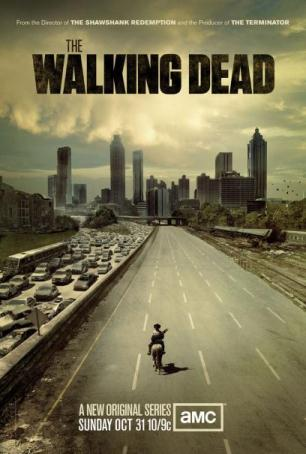 From the Director of THE SHAWSHANK REDEMPTION and the Producer of THE TERMINATOR
THE
WALKING DEAD
A NEW ORIGINAL SERIES
SUNDAY OCT 31 10/9c
aMC